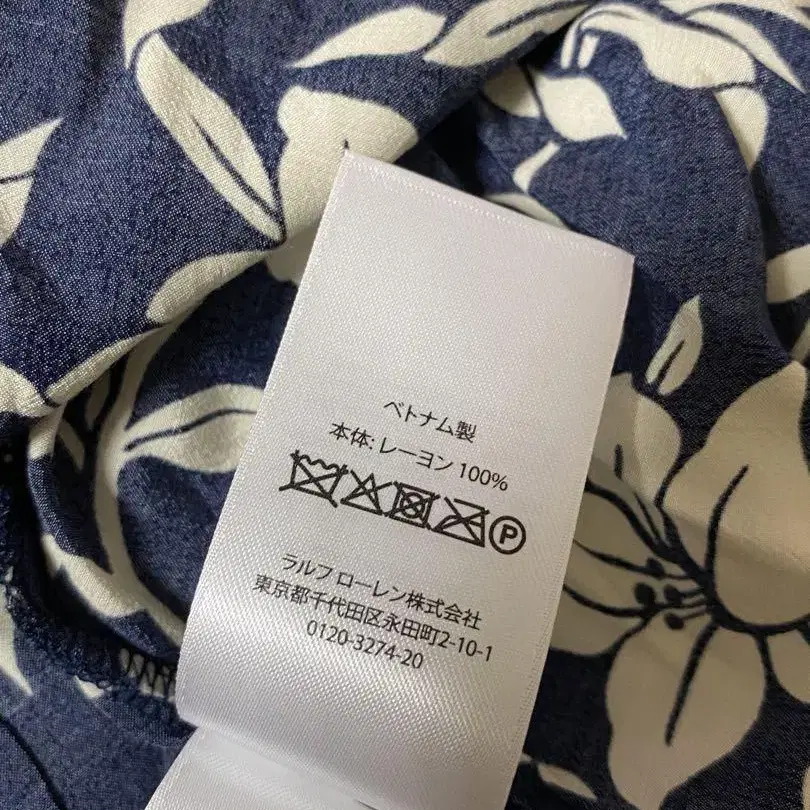 ベトナム製
本体: レーヨン 100%
P
ラルフ ローレン株式会社
東京都千代田区永田町2-10-1
0120-3274-20